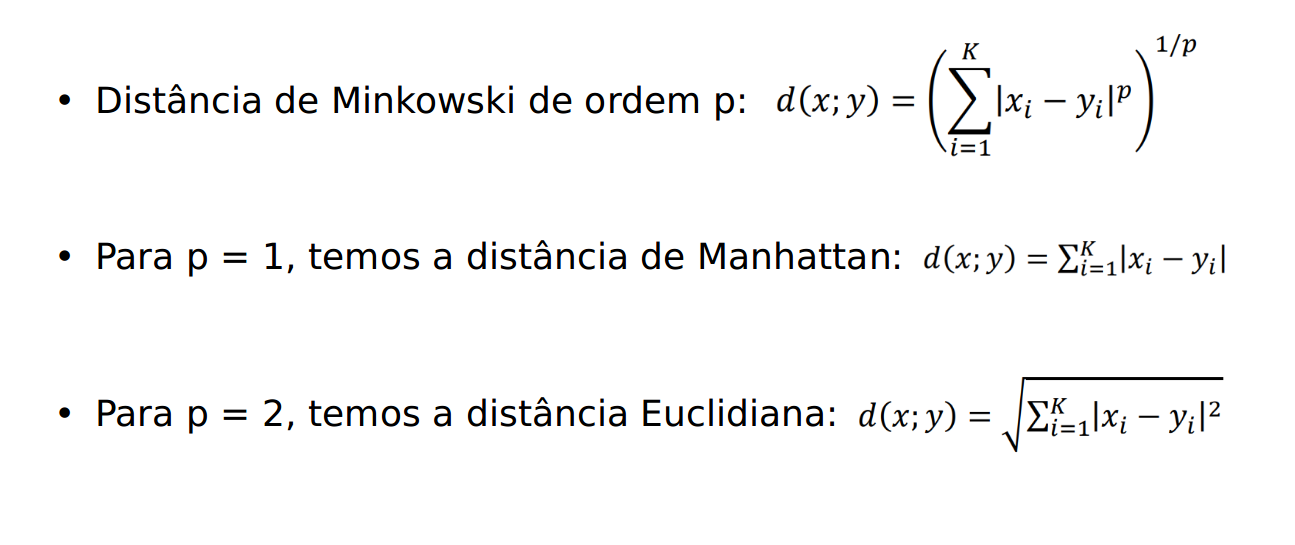 • Distância de Minkowski de ordem p: $d(x; y) = \left( \sum_{i=1}^{K} |x_i - y_i|^p \right)^{1/p}$
• Para p = 1, temos a distância de Manhattan: $d(x; y) = \sum_{i=1}^{K} |x_i - y_i|$
• Para p = 2, temos a distância Euclidiana: $d(x; y) = \sqrt{\sum_{i=1}^{K} |x_i - y_i|^2}$